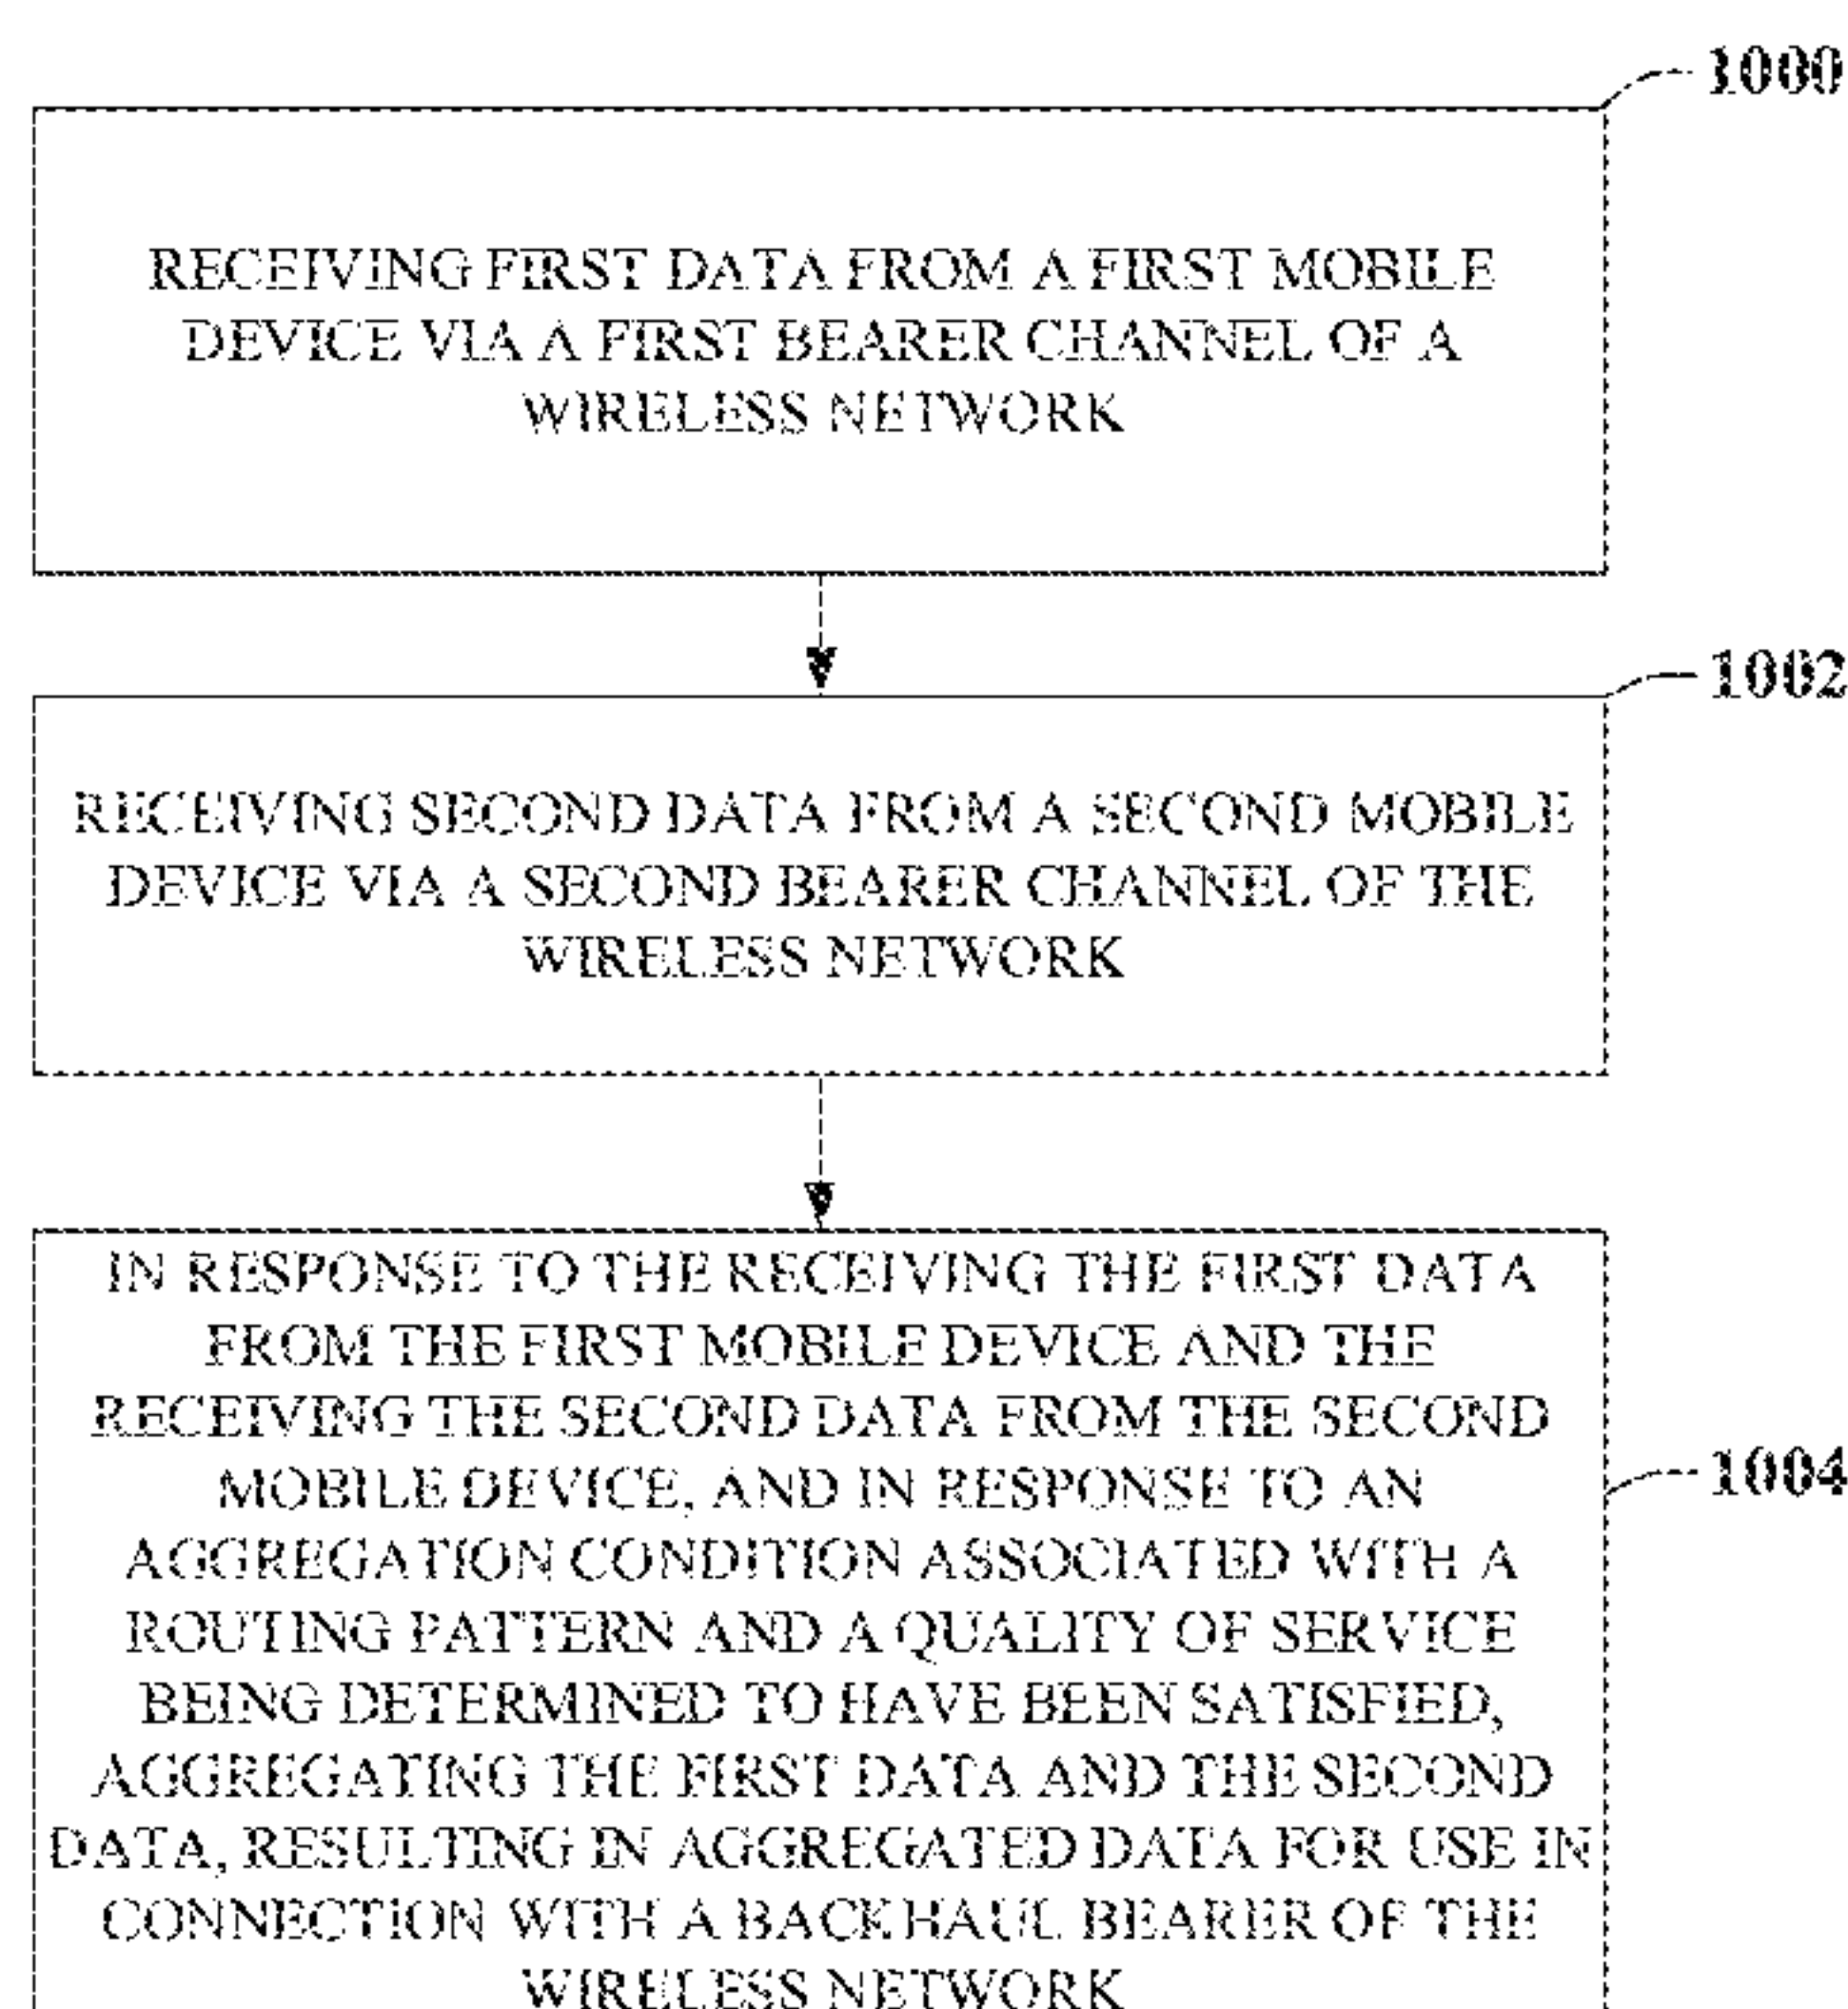 1000
RECEIVING FIRST DATA FROM A FIRST MOBILE
DEVICE VIA A FIRST BEARER CHANNEL OF A
WIRELESS NETWORK
1002
RECEIVING SECOND DATA FROM A SECOND MOBILE
DEVICE VIA A SECOND BEARER CHANNEL OF THE
WIRELESS NETWORK
IN RESPONSE TO THE RECEIVING THE FIRST DATA
FROM THE FIRST MOBILE DEVICE AND THE
RECEIVING THE SECOND DATA FROM THE SECOND
MOBILE DEVICE, AND IN RESPONSE TO AN
1004
AGGREGATION CONDITION ASSOCIATED WITH A
ROUTING PATTERN AND A QUALITY OF SERVICE
BEING DETERMINED TO HAVE BEEN SATISFIED,
AGGREGATING THE FIRST DATA AND THE SECOND
DATA, RESULTING IN AGGREGATED DATA FOR USE IN
CONNECTION WITH A BACKHAUL BEARER OF THE
WIRELESS NETWORK